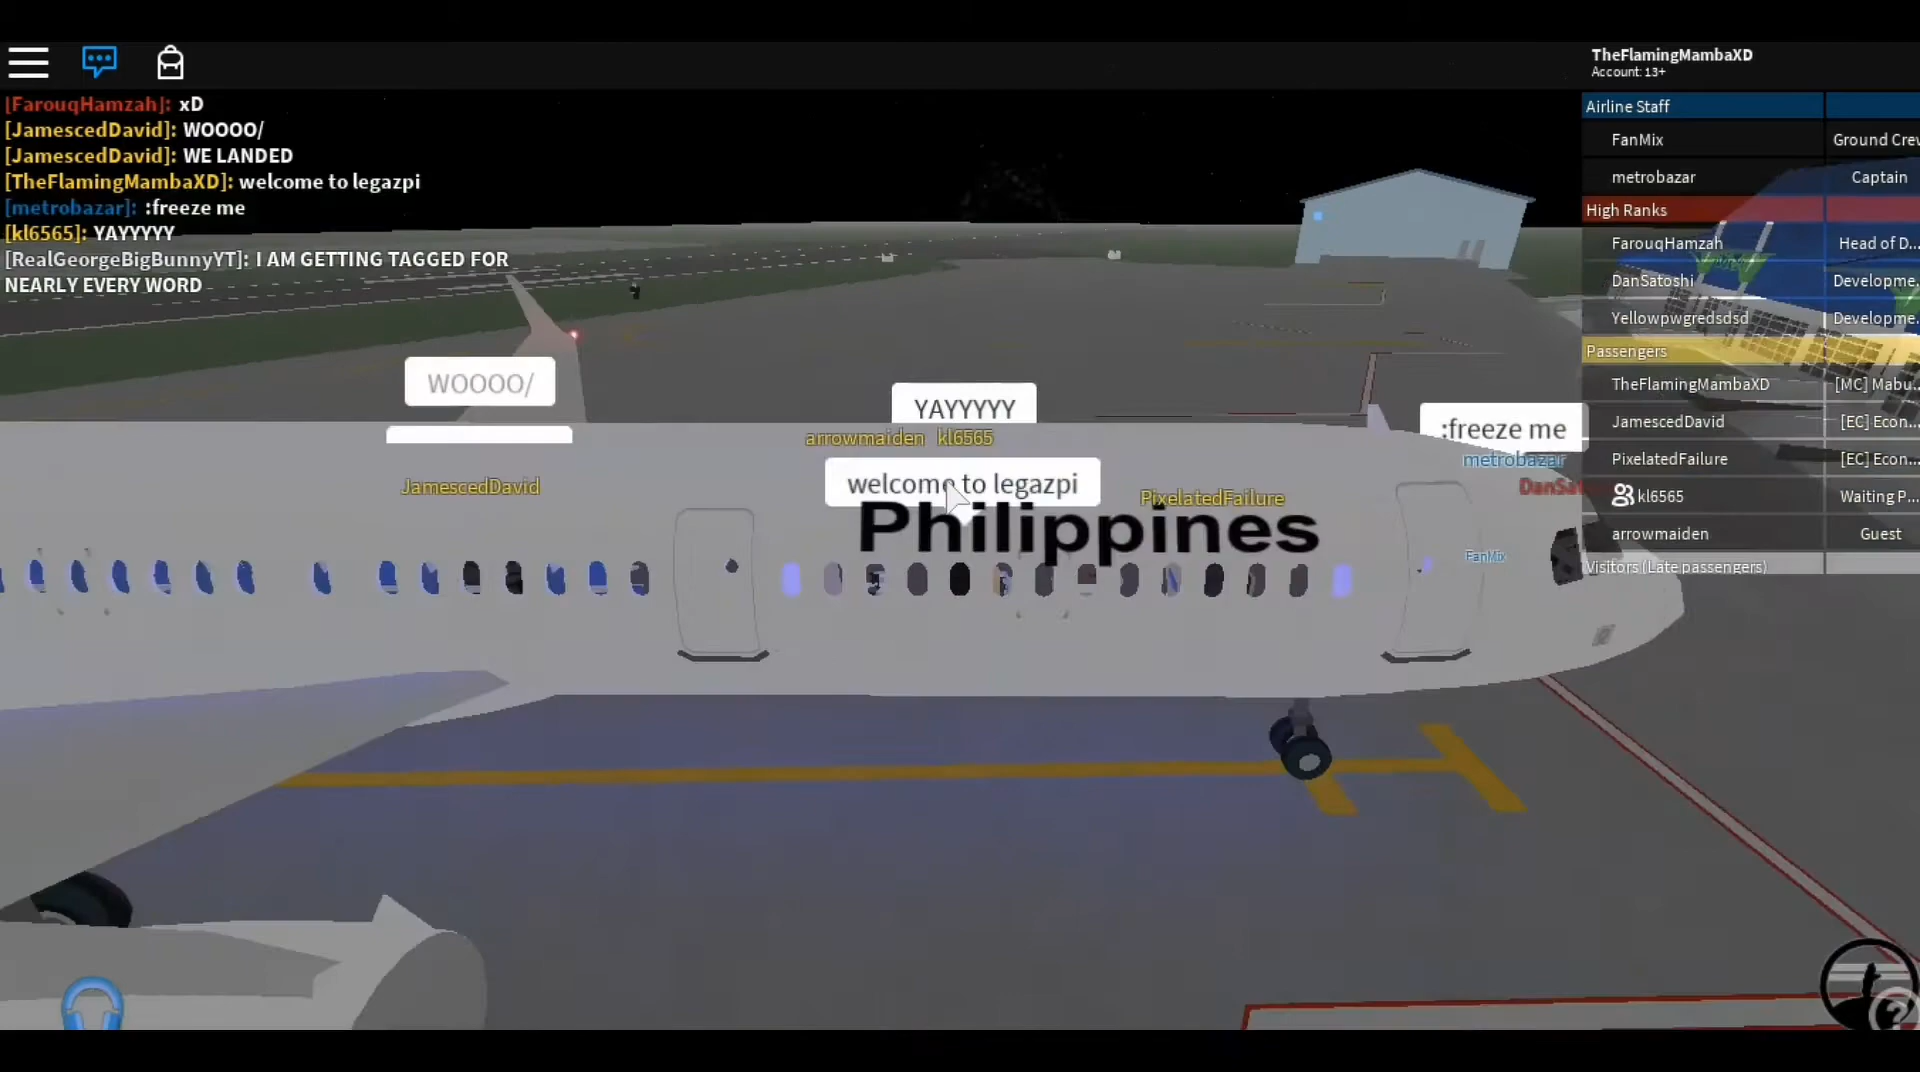 TheFlamingMambaXD
Account: 13+
[FarouqHamzah]: xD
[JamescedDavid]: WOOOO/
[JamescedDavid]: WE LANDED
[TheFlamingMambaXD]: welcome to legazpi
[metrobazar]: :freeze me
[kl6565]: YAYYYYY
[RealGeorgeBigBunnyYT]: I AM GETTING TAGGED FOR
NEARLY EVERY WORD
Airline Staff
FanMix Ground Crew
metrobazar Captain
High Ranks
FarouqHamzah Head of D...
DanSatoshi Developme...
Yellowpwgredsdsd Developme...
Passengers
TheFlamingMambaXD [MC] Mabu...
JamescedDavid [EC] Econ...
PixelatedFailure [EC] Econ...
kl6565 Waiting P...
arrowmaiden Guest
Visitors (Late passengers)
WOOOO/
YAYYYYY
:freeze me
arrowmaiden kl6565
metrobazar
JamescedDavid
welcome to legazpi
PixelatedFailure
DanSa
Philippines
FanMix
?